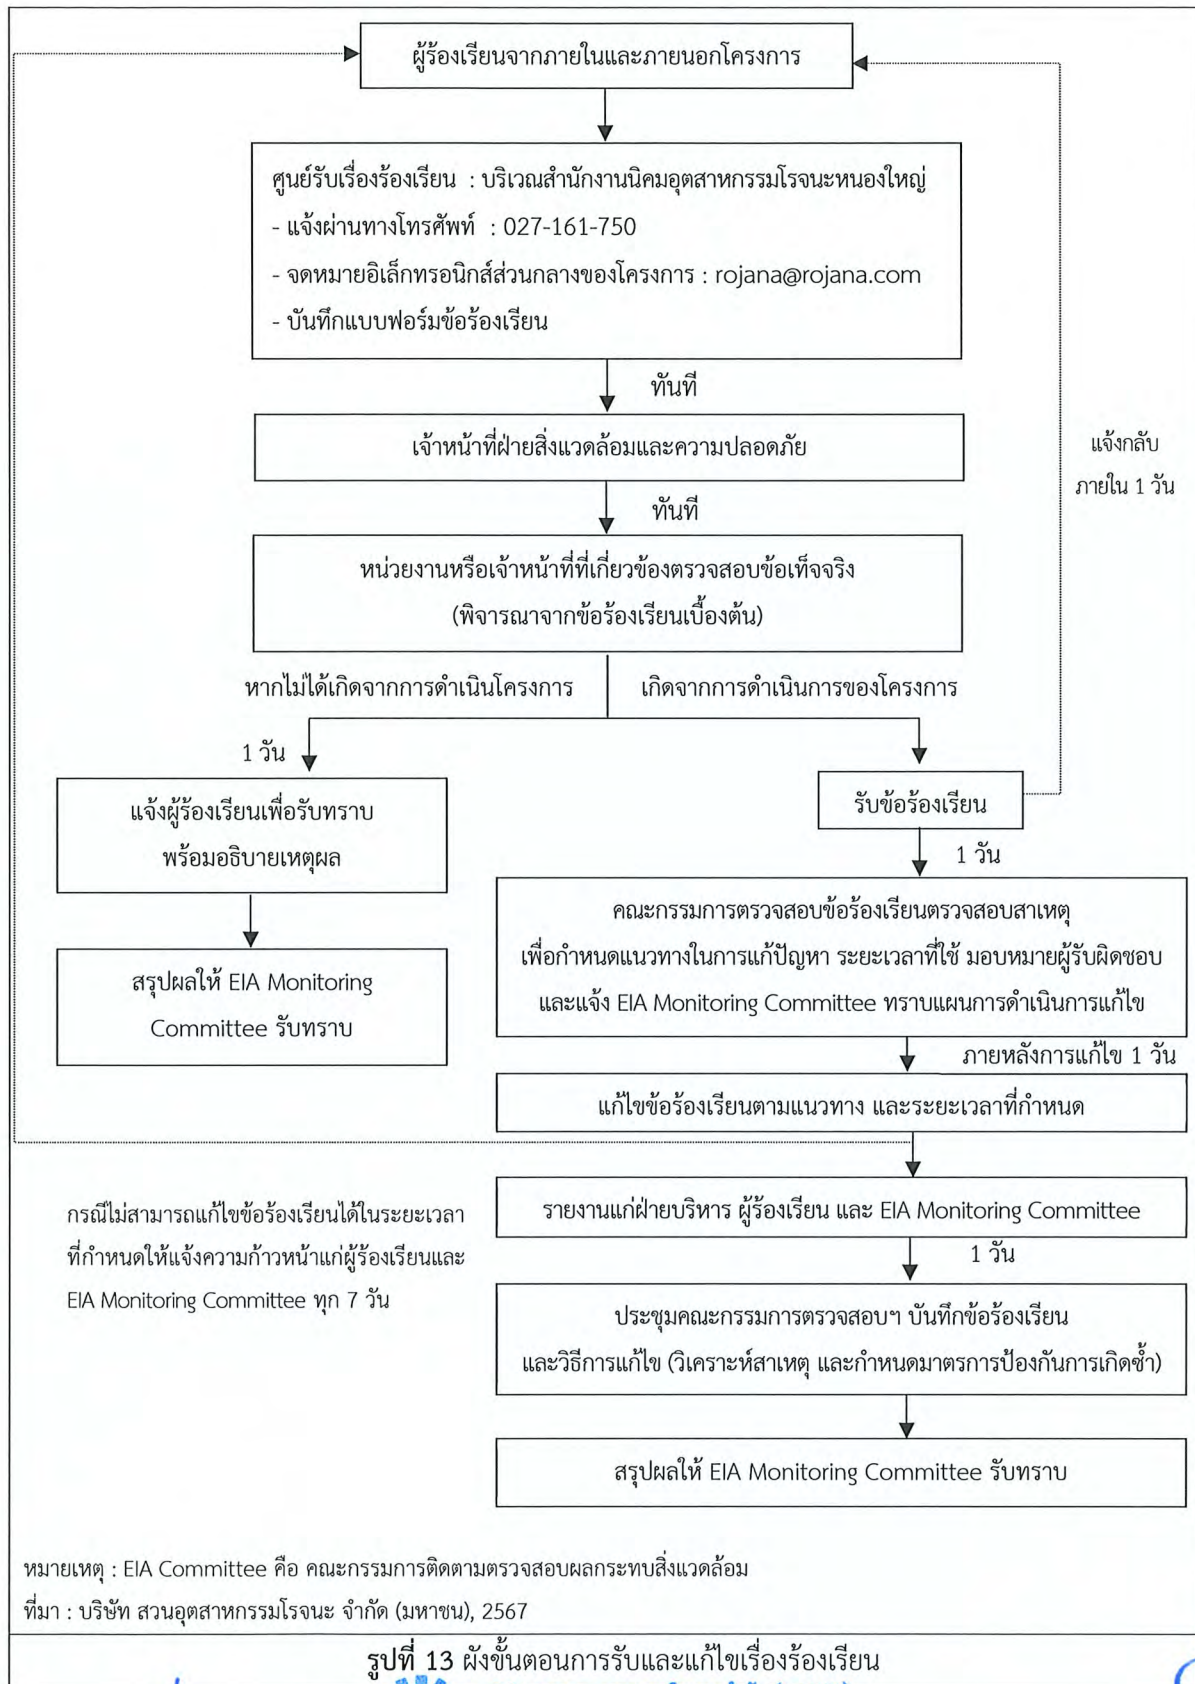 ผู้ร้องเรียนจากภายในและภายนอกโครงการ
ศูนย์รับเรื่องร้องเรียน : บริเวณสำนักงานนิคมอุตสาหกรรมโรจนะหนองใหญ่
- แจ้งผ่านทางโทรศัพท์ : 027-161-750
- จดหมายอิเล็กทรอนิกส์ส่วนกลางของโครงการ : rojana@rojana.com
- บันทึกแบบฟอร์มข้อร้องเรียน
ทันที
เจ้าหน้าที่ฝ่ายสิ่งแวดล้อมและความปลอดภัย
แจ้งกลับ
ภายใน 1 วัน
ทันที
หน่วยงานหรือเจ้าหน้าที่ที่เกี่ยวข้องตรวจสอบข้อเท็จจริง
(พิจารณาจากข้อร้องเรียนเบื้องต้น)
หากไม่ได้เกิดจากการดำเนินโครงการ
เกิดจากการดำเนินการของโครงการ
1 วัน
แจ้งผู้ร้องเรียนเพื่อรับทราบ
พร้อมอธิบายเหตุผล
สรุปผลให้ EIA Monitoring
Committee รับทราบ
รับข้อร้องเรียน
1 วัน
คณะกรรมการตรวจสอบข้อร้องเรียนตรวจสอบสาเหตุ
เพื่อกำหนดแนวทางในการแก้ปัญหา ระยะเวลาที่ใช้ มอบหมายผู้รับผิดชอบ
และแจ้ง EIA Monitoring Committee ทราบแผนการดำเนินการแก้ไข
ภายหลังการแก้ไข 1 วัน
แก้ไขข้อร้องเรียนตามแนวทาง และระยะเวลาที่กำหนด
กรณีไม่สามารถแก้ไขข้อร้องเรียนได้ในระยะเวลา
ที่กำหนดให้แจ้งความก้าวหน้าแก่ผู้ร้องเรียนและ
EIA Monitoring Committee ทุก 7 วัน
รายงานแก่ฝ่ายบริหาร ผู้ร้องเรียน และ EIA Monitoring Committee
1 วัน
ประชุมคณะกรรมการตรวจสอบฯ บันทึกข้อร้องเรียน
และวิธีการแก้ไข (วิเคราะห์สาเหตุ และกำหนดมาตรการป้องกันการเกิดซ้ำ)
สรุปผลให้ EIA Monitoring Committee รับทราบ
หมายเหตุ : EIA Committee คือ คณะกรรมการติดตามตรวจสอบผลกระทบสิ่งแวดล้อม
ที่มา : บริษัท สวนอุตสาหกรรมโรจนะ จำกัด (มหาชน), 2567
รูปที่ 13 ผังขั้นตอนการรับและแก้ไขเรื่องร้องเรียน